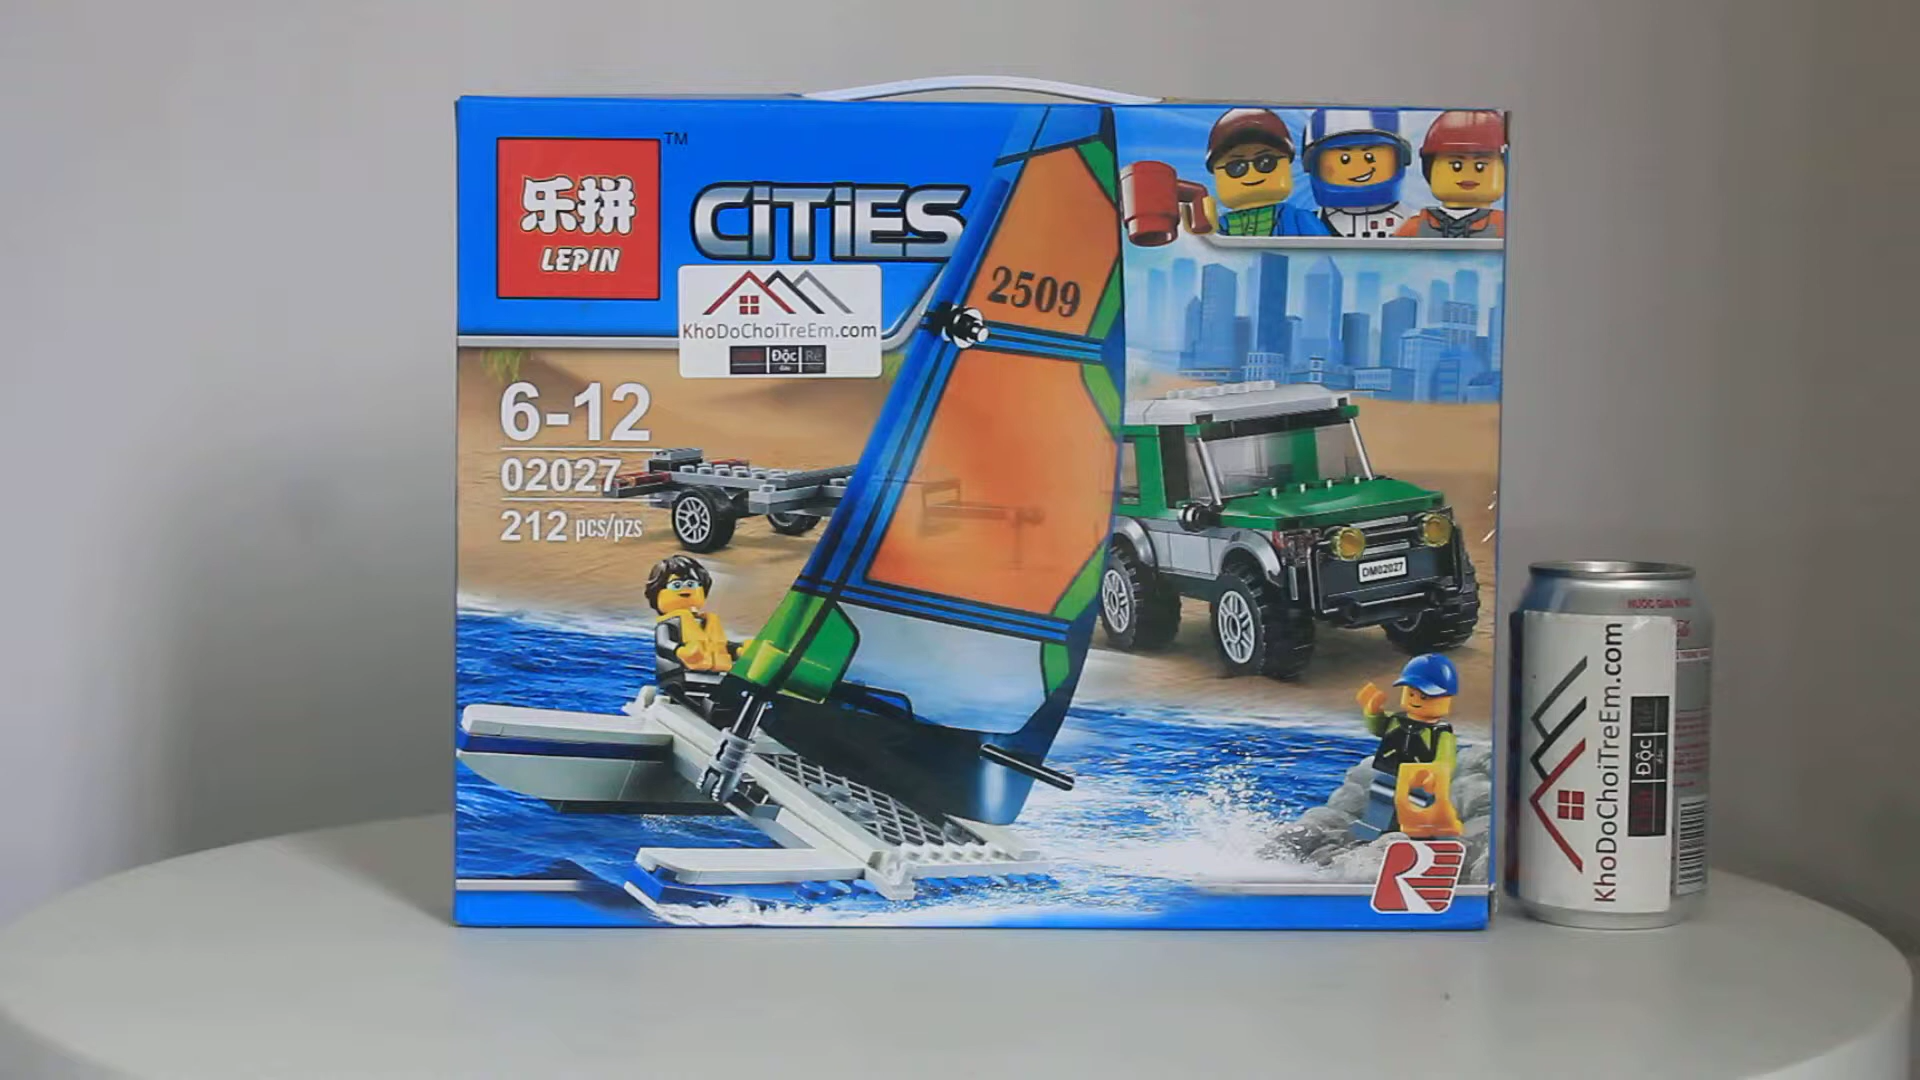 乐拼
LEPIN
TM
CiTiES
KhoDoChoiTreEm.com
Độc
Rẻ
6-12
02027
212 pcs/pzs
2509
DM02027
R
KhoDoChoiTreEm.com
Độc